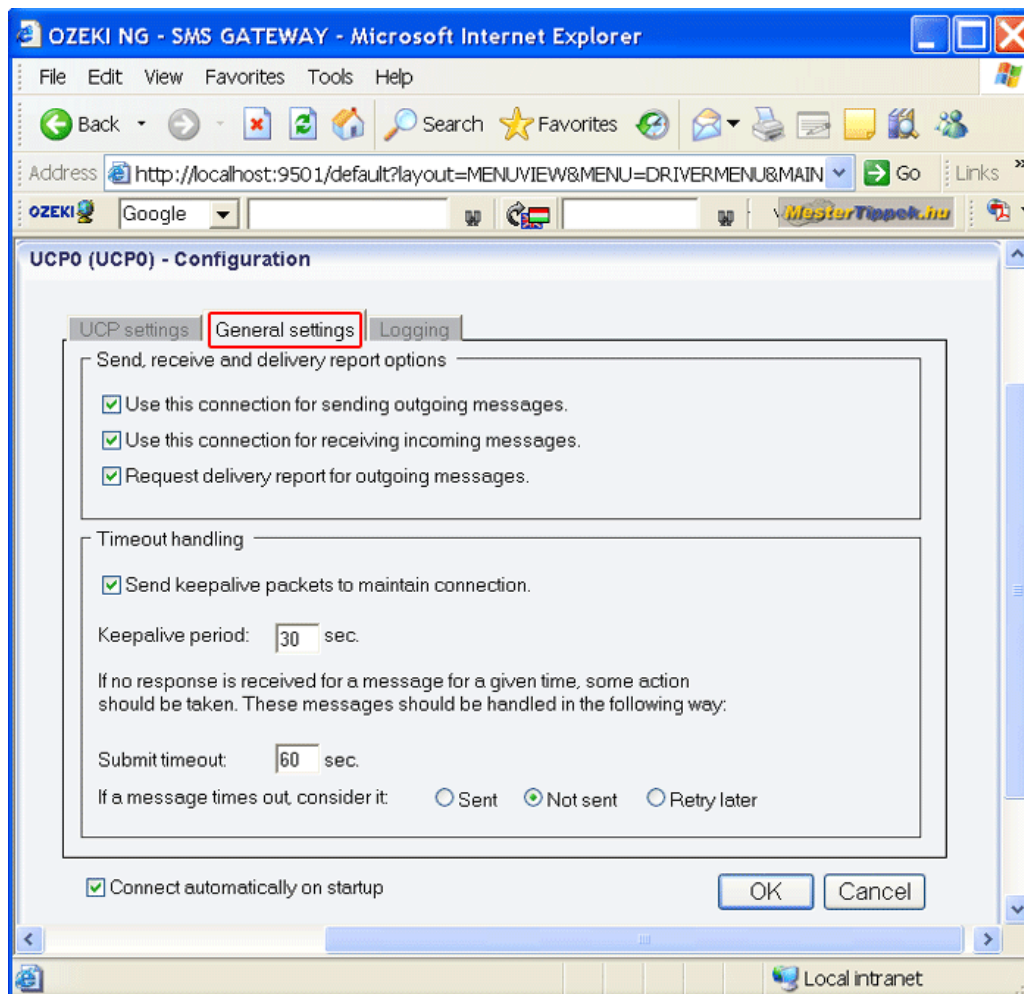 OZEKI NG - SMS GATEWAY - Microsoft Internet Explorer
File Edit View Favorites Tools Help
Back Search Favorites
Address http://localhost:9501/default?layout=MENUVIEW&MENU=DRIVERMENU&MAIN Go Links »
OZEKI Google MesterTippek.hu
UCP0 (UCP0) - Configuration
UCP settings General settings Logging
Send, receive and delivery report options
Use this connection for sending outgoing messages.
Use this connection for receiving incoming messages.
Request delivery report for outgoing messages.
Timeout handling
Send keepalive packets to maintain connection.
Keepalive period: 30 sec.
If no response is received for a message for a given time, some action
should be taken. These messages should be handled in the following way:
Submit timeout: 60 sec.
If a message times out, consider it: Sent Not sent Retry later
Connect automatically on startup OK Cancel
Local intranet